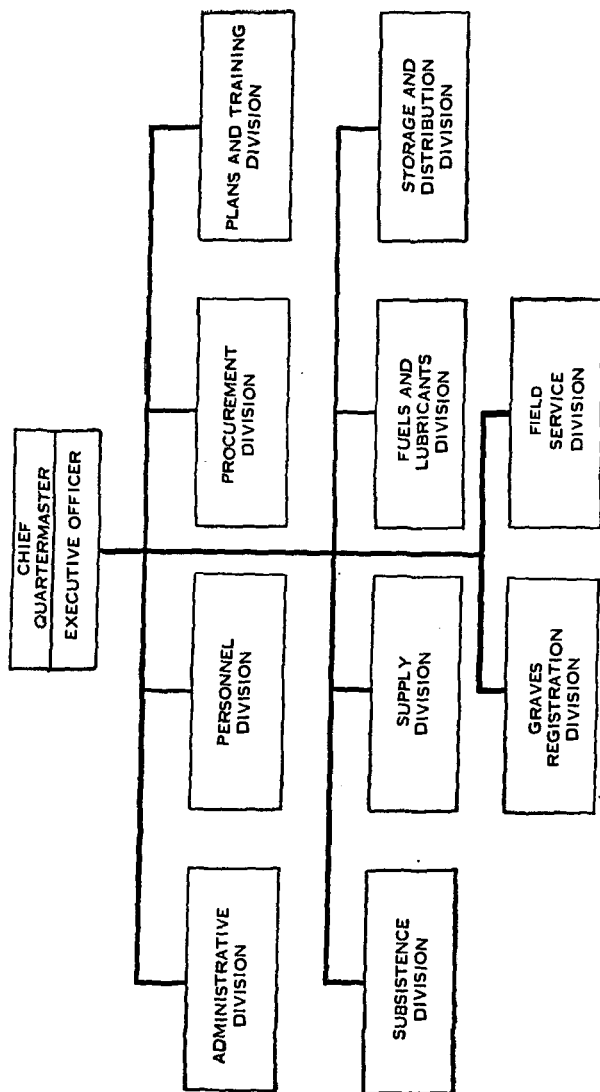 CHIEF
QUARTERMASTER
EXECUTIVE OFFICER
ADMINISTRATIVE
DIVISION
PERSONNEL
DIVISION
PROCUREMENT
DIVISION
PLANS AND TRAINING
DIVISION
SUBSISTENCE
DIVISION
SUPPLY
DIVISION
FUELS AND
LUBRICANTS
DIVISION
STORAGE AND
DISTRIBUTION
DIVISION
GRAVES
REGISTRATION
DIVISION
FIELD
SERVICE
DIVISION